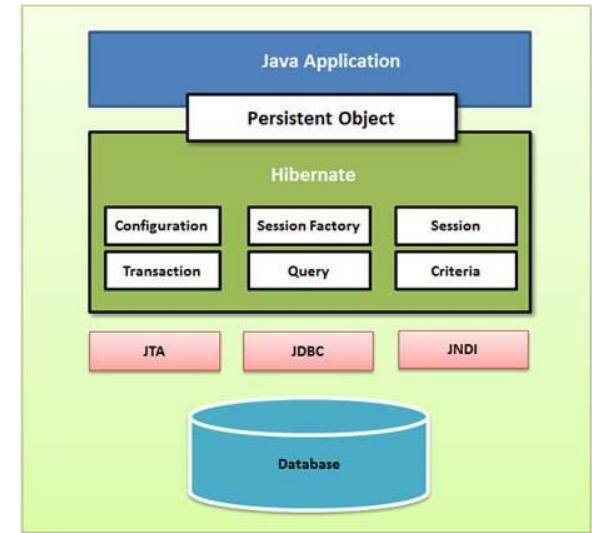 Java Application
Persistent Object
Hibernate
Configuration
Session Factory
Session
Transaction
Query
Criteria
JTA
JDBC
JNDI
Database